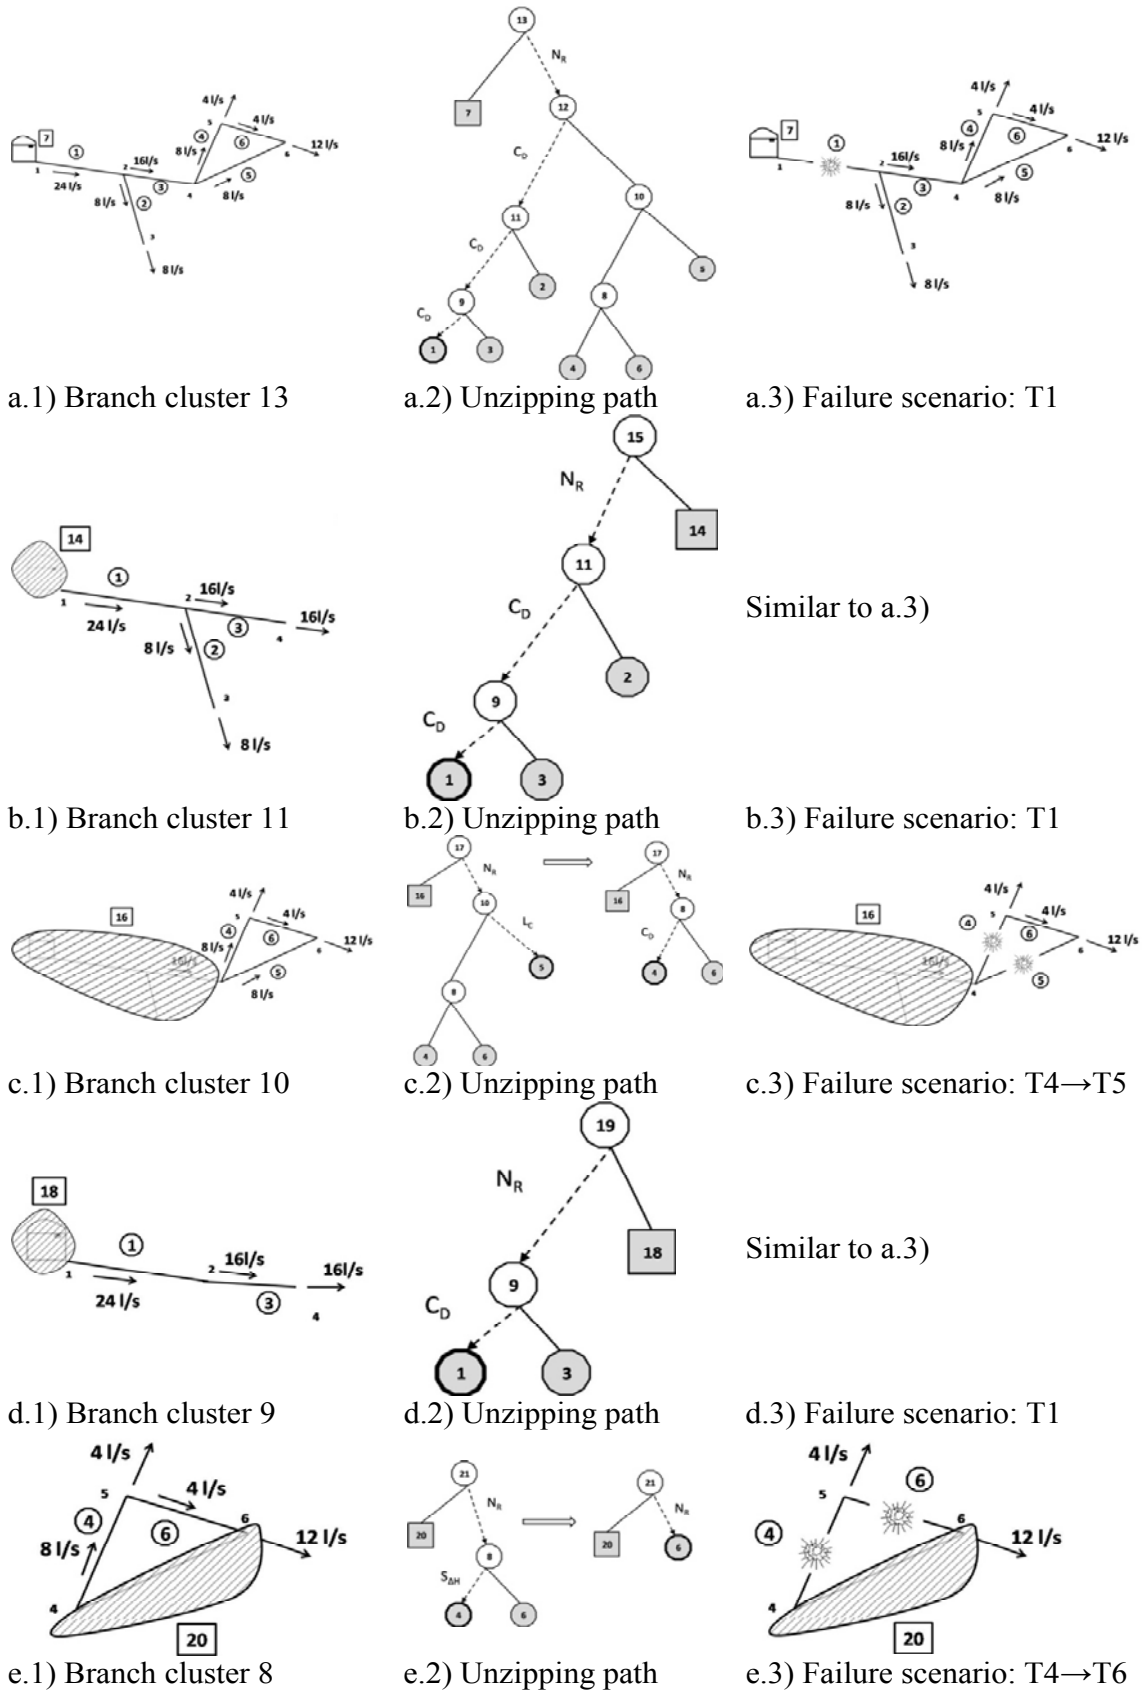 13
N_R
7
12
C_D
11
10
C_D
2
5
9
8
C_D
1
3
4
6
7
①
1
24 l/s
2
16l/s
8 l/s
②
3
8 l/s
③
4
④
8 l/s
5
4 l/s
4 l/s
⑥
6
12 l/s
⑤
8 l/s
7
①
1
2
16l/s
8 l/s
②
3
8 l/s
③
4
④
8 l/s
5
4 l/s
4 l/s
⑥
6
12 l/s
⑤
8 l/s
a.1) Branch cluster 13
a.2) Unzipping path
a.3) Failure scenario: T1
14
①
1
24 l/s
2
16l/s
③
4
16l/s
8 l/s
②
8 l/s
15
N_R
14
11
C_D
2
9
C_D
1
3
Similar to a.3)
b.1) Branch cluster 11
b.2) Unzipping path
b.3) Failure scenario: T1
16
16l/s
4 l/s
5
4 l/s
④
8 l/s
⑥
6
12 l/s
⑤
8 l/s
17
N_R
16
10
L_C
5
8
4
6
17
N_R
16
8
C_D
4
6
16
16l/s
4 l/s
5
4 l/s
④
⑥
6
12 l/s
4
⑤
c.1) Branch cluster 10
c.2) Unzipping path
c.3) Failure scenario: T4→T5
18
①
1
24 l/s
2
16l/s
③
16l/s
4
19
N_R
18
9
C_D
1
3
Similar to a.3)
d.1) Branch cluster 9
d.2) Unzipping path
d.3) Failure scenario: T1
4 l/s
5
4 l/s
④
⑥
8 l/s
6
12 l/s
4
20
21
N_R
20
8
S_ΔH
4
6
21
N_R
20
6
4 l/s
5
⑥
④
6
12 l/s
4
20
e.1) Branch cluster 8
e.2) Unzipping path
e.3) Failure scenario: T4→T6